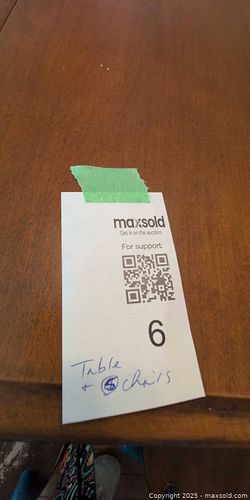 maxsold
Get in on the auction!
For support:
6
Table
+ 5 chairs
Copyright © 2025 - maxsold.com